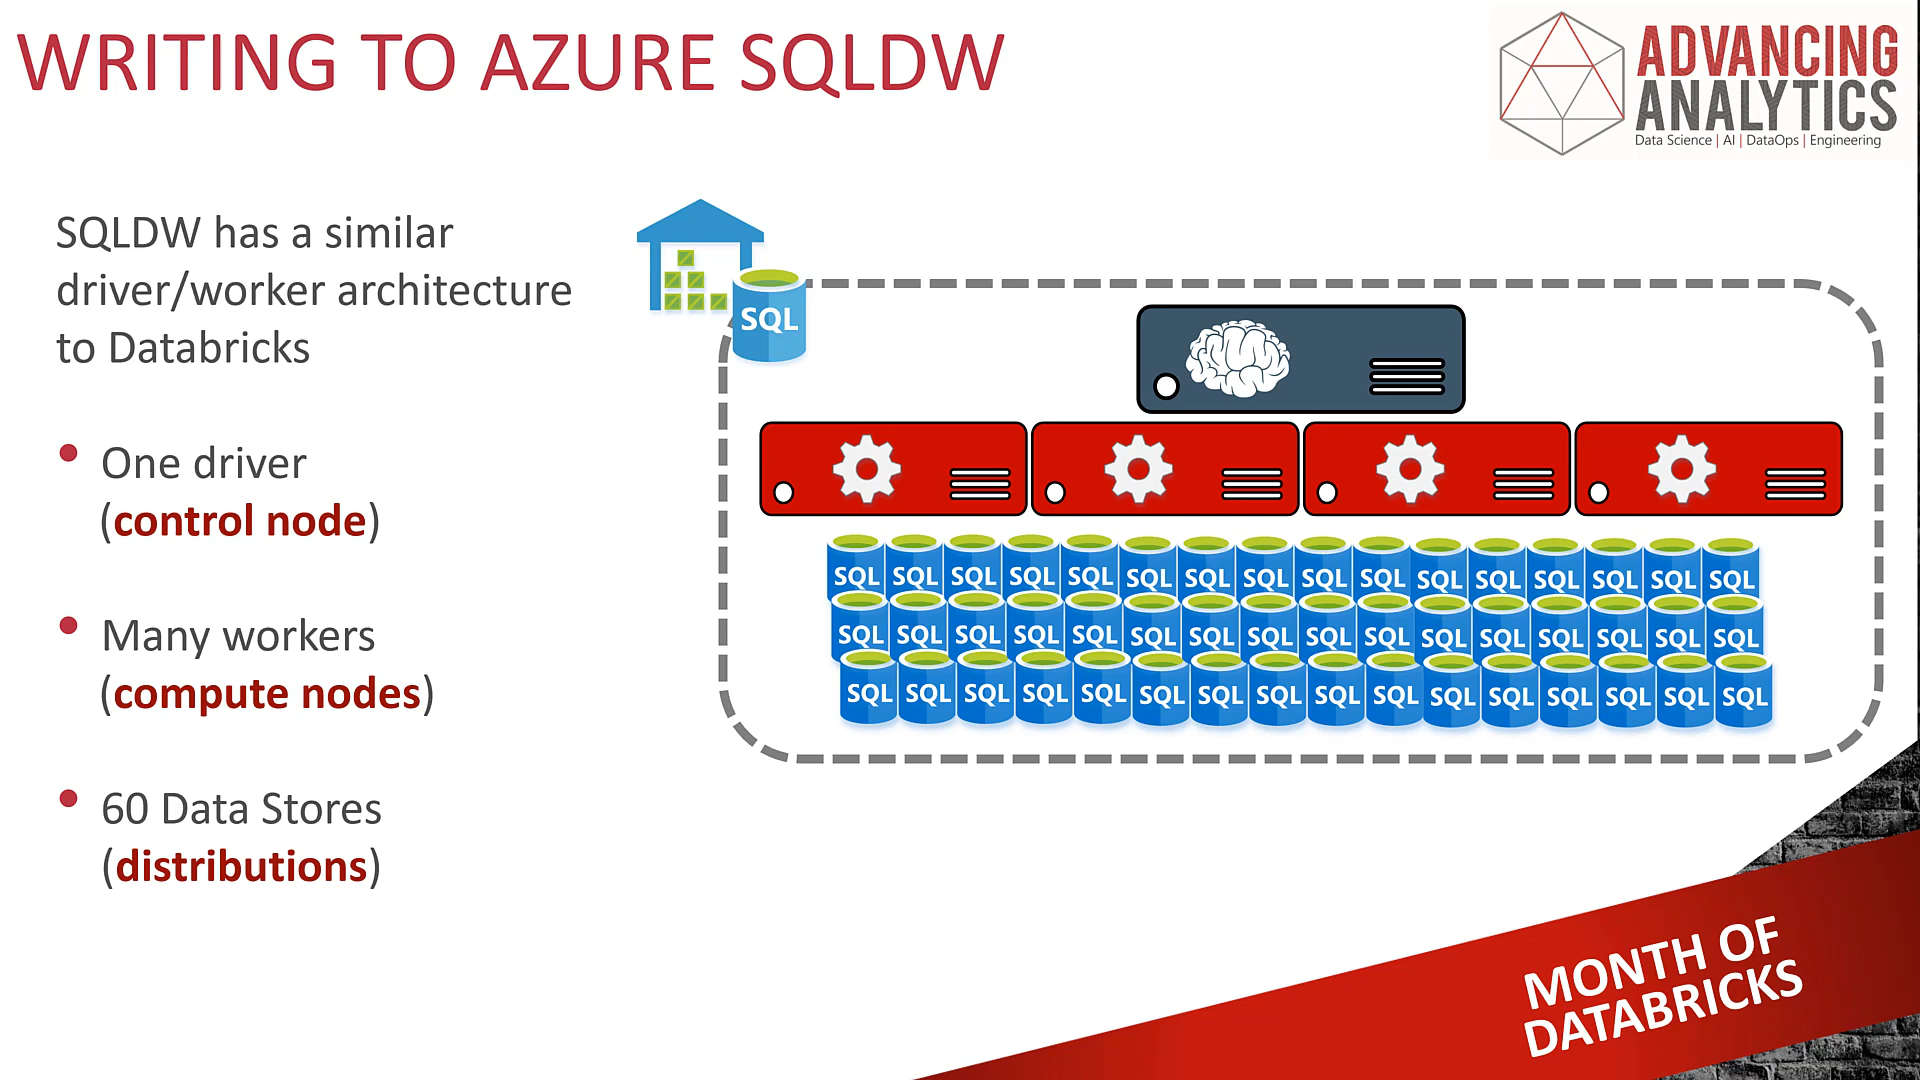 WRITING TO AZURE SQLDW
ADVANCING
ANALYTICS
Data Science | AI | DataOps | Engineering
SQLDW has a similar
driver/worker architecture
to Databricks
• One driver
(control node)
• Many workers
(compute nodes)
• 60 Data Stores
(distributions)
SQL
SQL SQL SQL SQL SQL SQL SQL SQL SQL SQL SQL SQL SQL SQL SQL SQL
SQL SQL SQL SQL SQL SQL SQL SQL SQL SQL SQL SQL SQL SQL SQL SQL
SQL SQL SQL SQL SQL SQL SQL SQL SQL SQL SQL SQL SQL SQL SQL SQL
MONTH OF
DATABRICKS